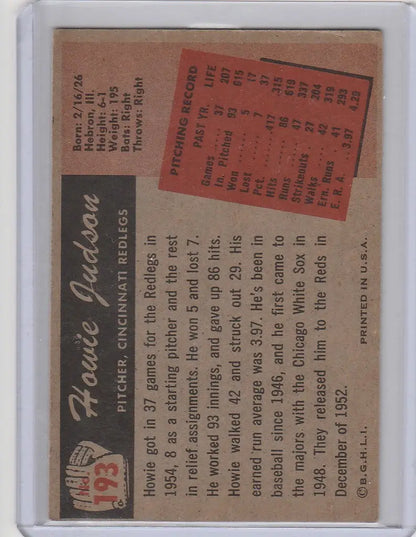 No.
193
Howie Judson
PITCHER, CINCINNATI REDLEGS
Born: 2/16/26
Hebron, Ill.
Height: 6-1
Weight: 195
Bats: Right
Throws: Right
PITCHING RECORD
PAST YR. LIFE
Games 37 207
In. Pitched 93 615
Won 5 17
Lost 7 37
Pct. .417 .315
Hits 86 619
Runs 47 337
Strikeouts 27
Walks 42 319
Ern. Runs 41 293
E. R. A. 3.97 4.29
Howie got in 37 games for the Redlegs in
1954, 8 as a starting pitcher and the rest
in relief assignments. He won 5 and lost 7.
He worked 93 innings, and gave up 86 hits.
Howie walked 42 and struck out 29. His
earned run average was 3.97. He's been in
baseball since 1946, and he first came to
the majors with the Chicago White Sox in
1948. They released him to the Reds in
December of 1952.
©B.G.H.L.I. PRINTED IN U.S.A.